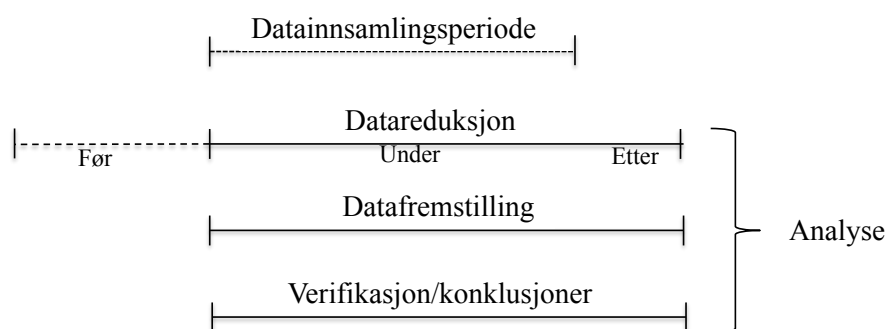 Datainnsamlingsperiode
Datareduksjon
Før
Under
Etter
Datafremstilling
Analyse
Verifikasjon/konklusjoner